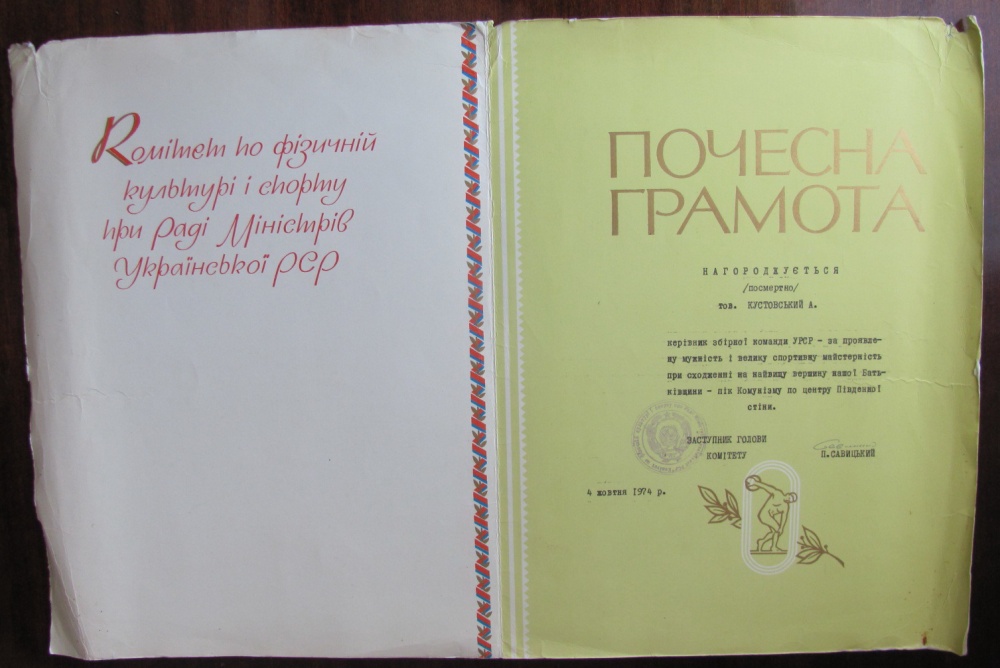 Комітет по фізичній
культурі і спорту
при Раді Міністрів
Української РСР
ПОЧЕСНА
ГРАМОТА
НАГОРОДЖУЄТЬСЯ
/посмертно/
тов. КУСТОВСЬКИЙ А.
керівник збірної команди УРСР - за проявле-
ну мужність і велику спортивну майстерність
при сходженні на найвищу вершину нашої Бать-
ківщини - пік Комунізму по центру Південної
стіни.
ЗАСТУПНИК ГОЛОВИ
КОМІТЕТУ П.САВИЦЬКИЙ
4 жовтня 1974 р.